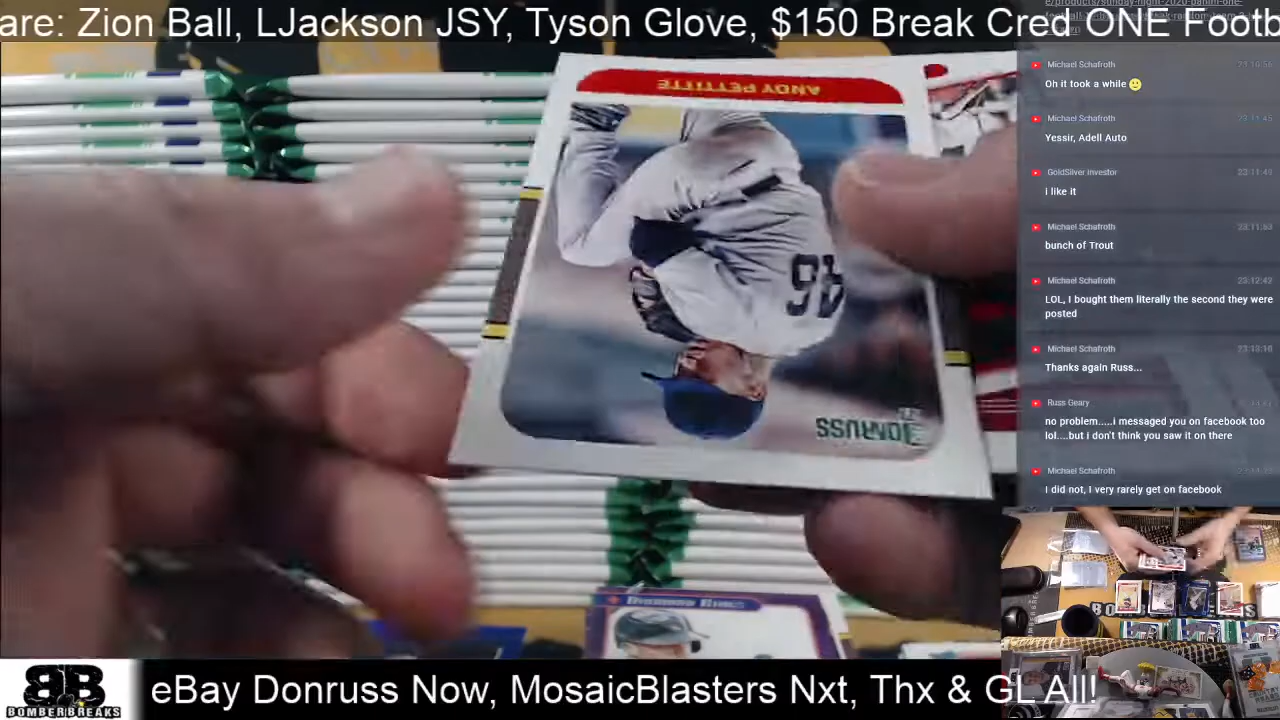 are: Zion Ball, LJackson JSY, Tyson Glove, $150 Break Cred ONE Footb
Michael Schafroth
Oh it took a while
Michael Schafroth
Yessir, Adell Auto
GoldSilver Investor
i like it
Michael Schafroth
bunch of Trout
Michael Schafroth
LOL, I bought them literally the second they were
posted
Michael Schafroth
Thanks again Russ...
Russ Geary
no problem.....i messaged you on facebook too
lol....but I don't think you saw it on there
Michael Schafroth
I did not, I very rarely get on facebook
ANDY PETTITTE
46
DONRUSS
DIAMOND KINGS
BB
BOMBERBREAKS
eBay Donruss Now, MosaicBlasters Nxt, Thx & GL All!